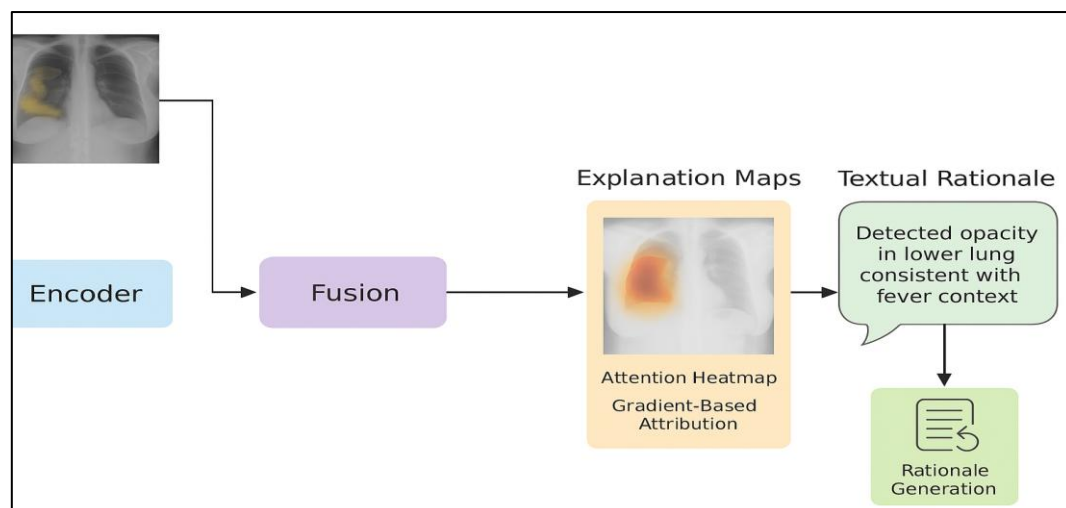 Explanation Maps
Textual Rationale
Encoder
Fusion
Attention Heatmap
Gradient-Based
Attribution
Detected opacity
in lower lung
consistent with
fever context
Rationale
Generation